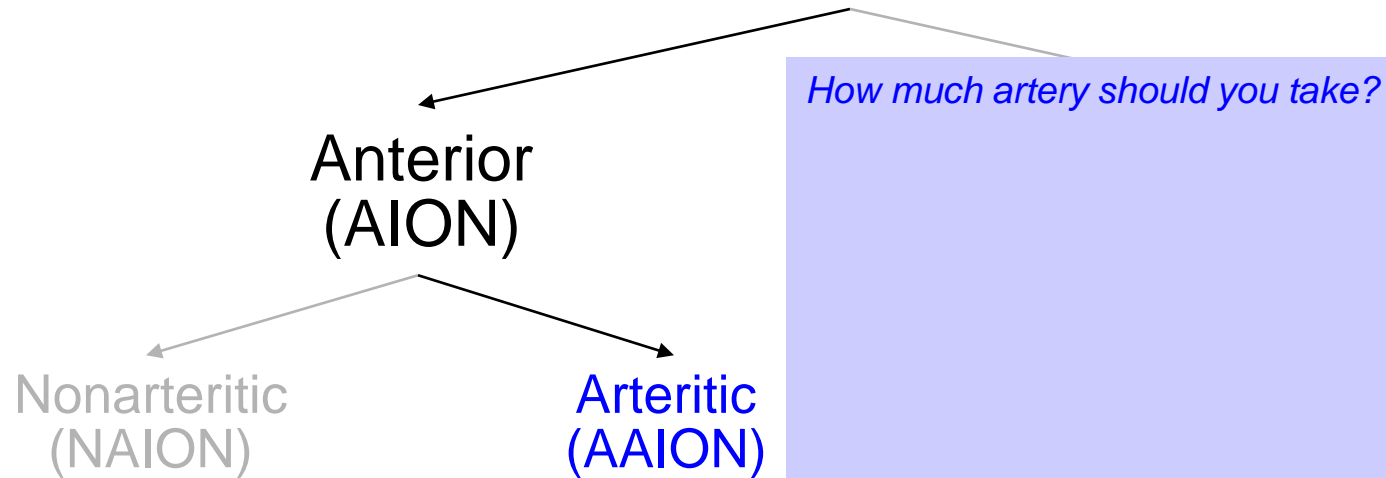 How much artery should you take?
Anterior
(AION)
Nonarteritic
(NAION)
Arteritic
(AAION)